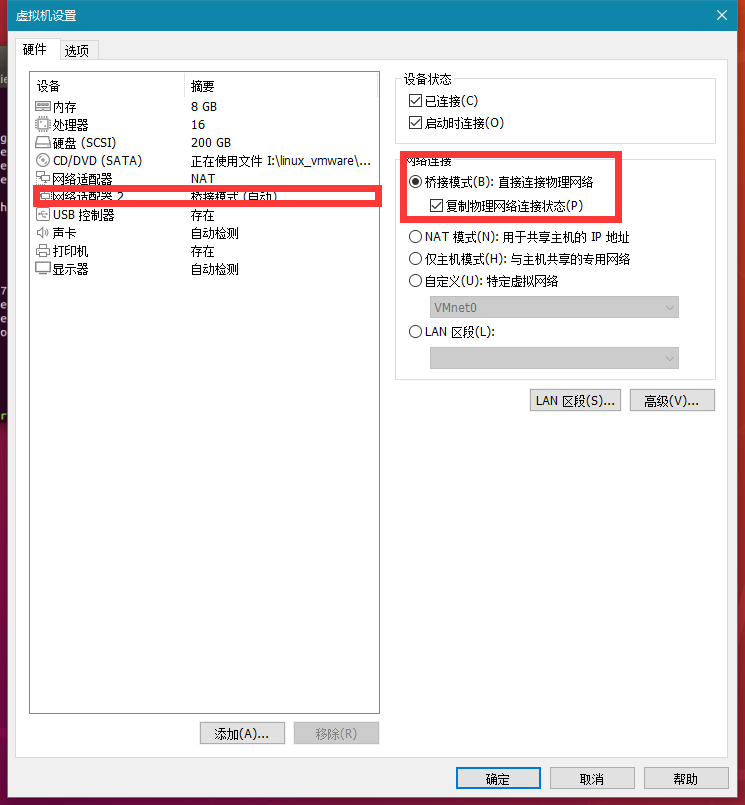 虚拟机设置
硬件 选项
设备 摘要
内存 8 GB
处理器 16
硬盘 (SCSI) 200 GB
CD/DVD (SATA) 正在使用文件 I:\linux_vmware\...
网络适配器 NAT
网络适配器 2 桥接模式 (自动)
USB 控制器 存在
声卡 自动检测
打印机 存在
显示器 自动检测
添加(A)... 移除(R)
设备状态
已连接(C)
启动时连接(O)
网络连接
桥接模式(B): 直接连接物理网络
复制物理网络连接状态(P)
NAT 模式(N): 用于共享主机的 IP 地址
仅主机模式(H): 与主机共享的专用网络
自定义(U): 特定虚拟网络
VMnet0
LAN 区段(L):
LAN 区段(S)... 高级(V)...
确定 取消 帮助